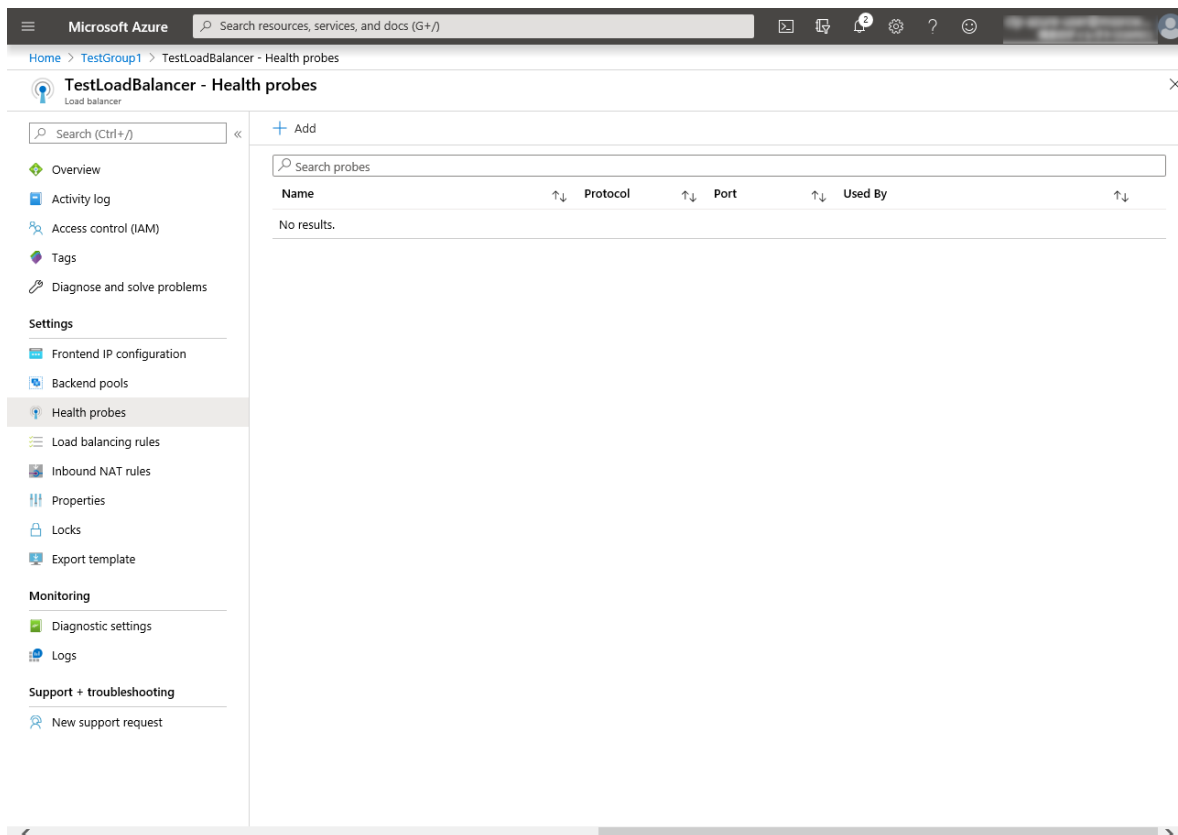 Microsoft Azure
Search resources, services, and docs (G+/)
2
Home > TestGroup1 > TestLoadBalancer - Health probes
TestLoadBalancer - Health probes
Load balancer
Search (Ctrl+/)
Add
Search probes
Name Protocol Port Used By
No results.
Overview
Activity log
Access control (IAM)
Tags
Diagnose and solve problems
Settings
Frontend IP configuration
Backend pools
Health probes
Load balancing rules
Inbound NAT rules
Properties
Locks
Export template
Monitoring
Diagnostic settings
Logs
Support + troubleshooting
New support request